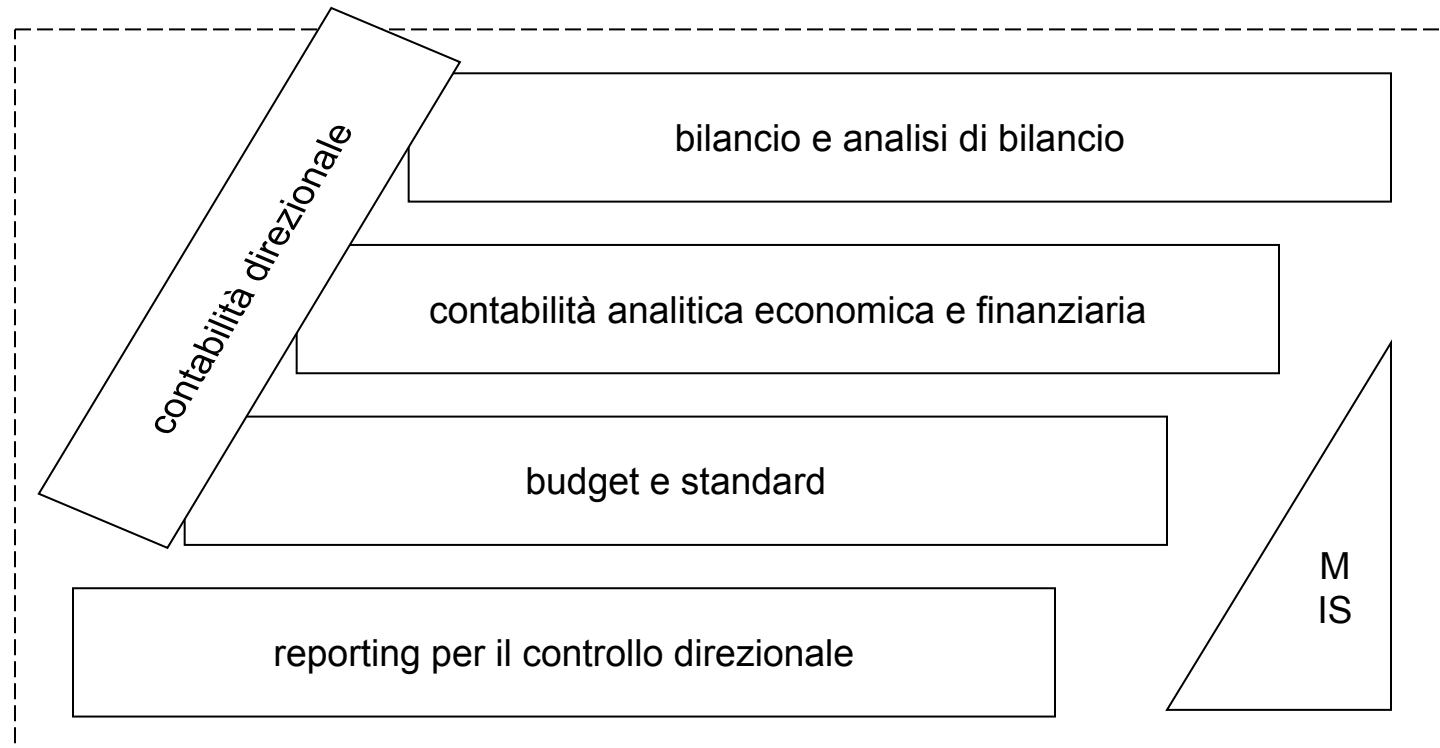 contabilità direzionale
bilancio e analisi di bilancio
contabilità analitica economica e finanziaria
budget e standard
M
IS
reporting per il controllo direzionale